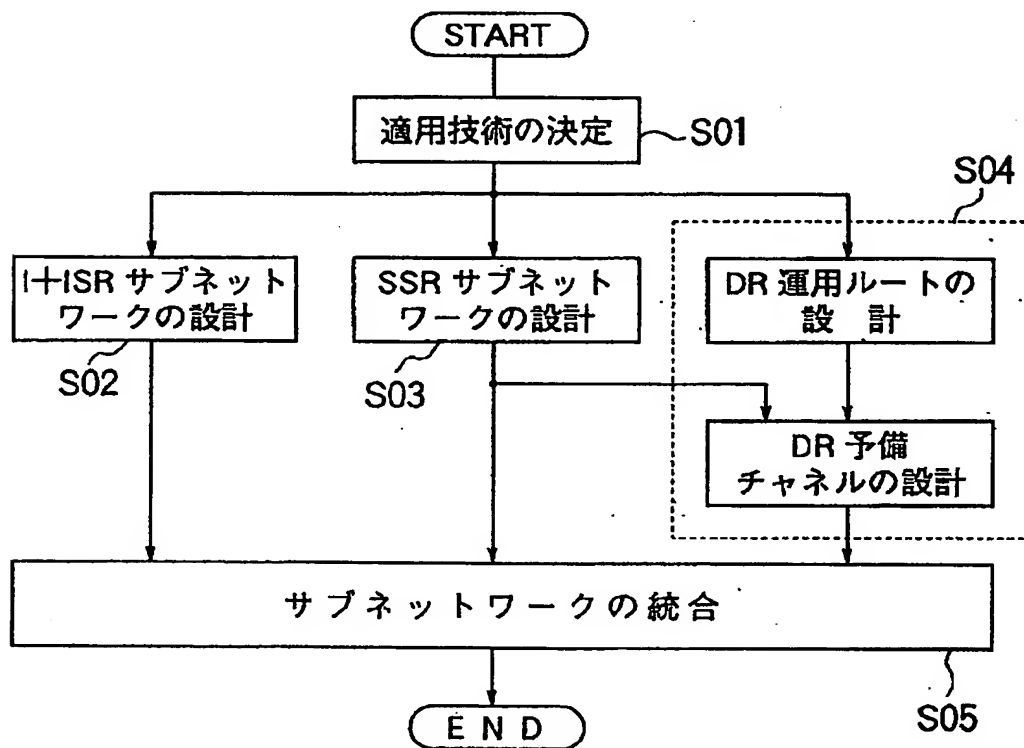 START
適用技術の決定
S01
S04
I+ISR サブネット
ワークの設計
S02
SSR サブネット
ワークの設計
S03
DR 運用ルートの
設 計
DR 予備
チャネルの設計
サブネットワークの統合
S05
END